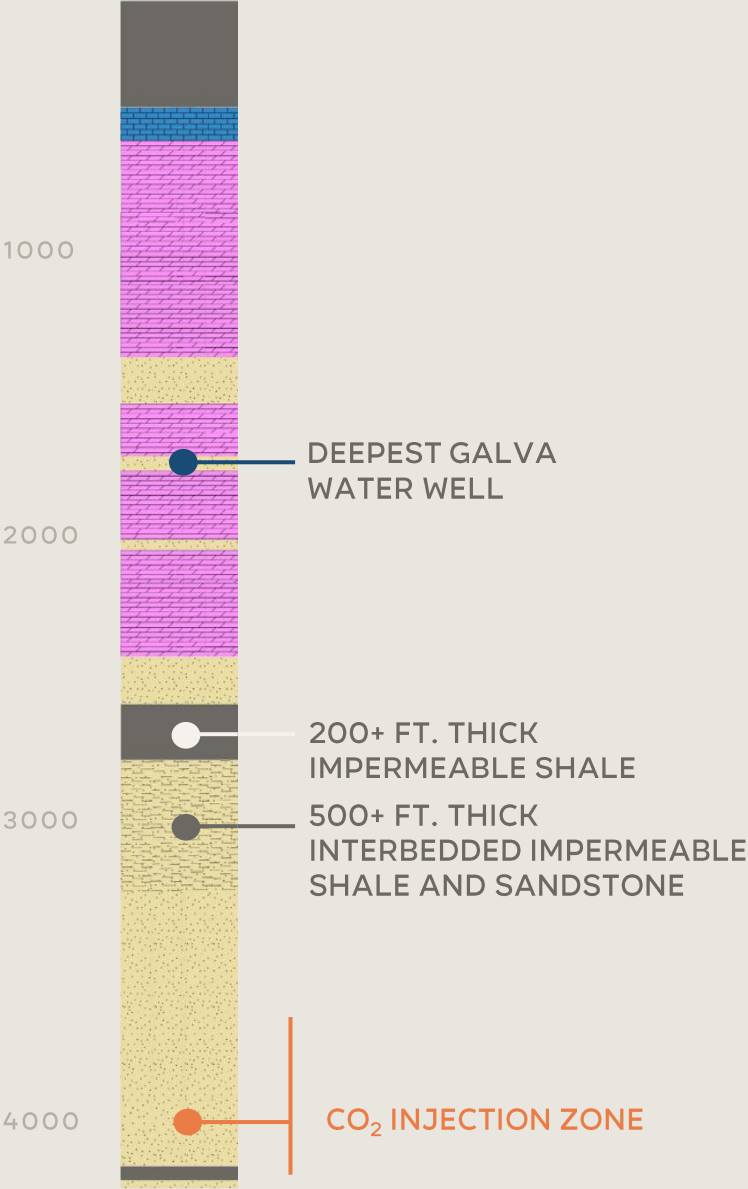 1000
DEEPEST GALVA
WATER WELL
2000
200+ FT. THICK
IMPERMEABLE SHALE
3000
500+ FT. THICK
INTERBEDDED IMPERMEABLE
SHALE AND SANDSTONE
4000
CO₂ INJECTION ZONE